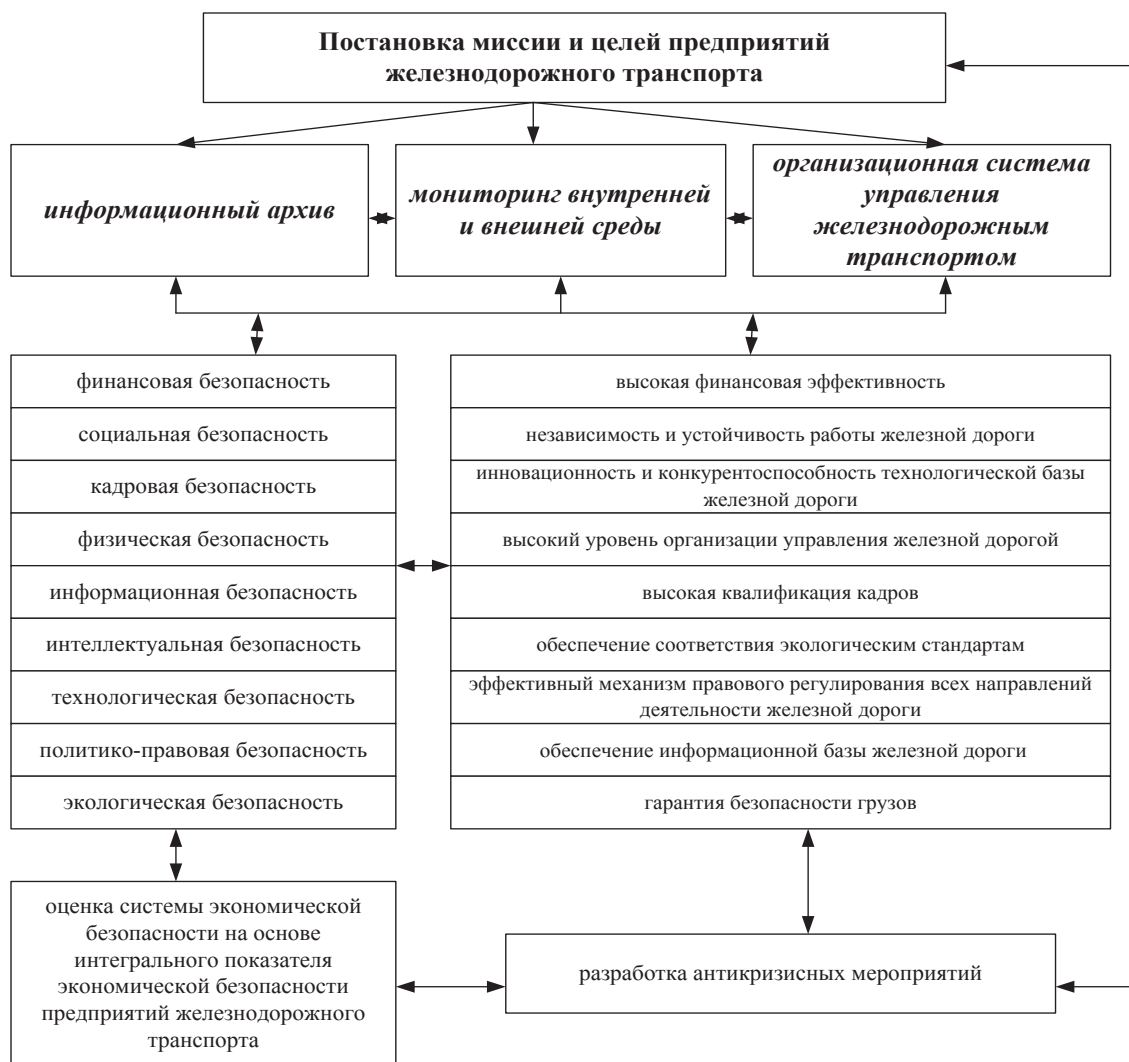 Постановка миссии и целей предприятий
железнодорожного транспорта
информационный архив
мониторинг внутренней
и внешней среды
организационная система
управления
железнодорожным
транспортом
финансовая безопасность
социальная безопасность
кадровая безопасность
физическая безопасность
информационная безопасность
интеллектуальная безопасность
технологическая безопасность
политико-правовая безопасность
экологическая безопасность
высокая финансовая эффективность
независимость и устойчивость работы железной дороги
инновационность и конкурентоспособность технологической базы
железной дороги
высокий уровень организации управления железной дорогой
высокая квалификация кадров
обеспечение соответствия экологическим стандартам
эффективный механизм правового регулирования всех направлений
деятельности железной дороги
обеспечение информационной базы железной дороги
гарантия безопасности грузов
оценка системы экономической
безопасности на основе
интегрального показателя
экономической безопасности
предприятий железнодорожного
транспорта
разработка антикризисных мероприятий